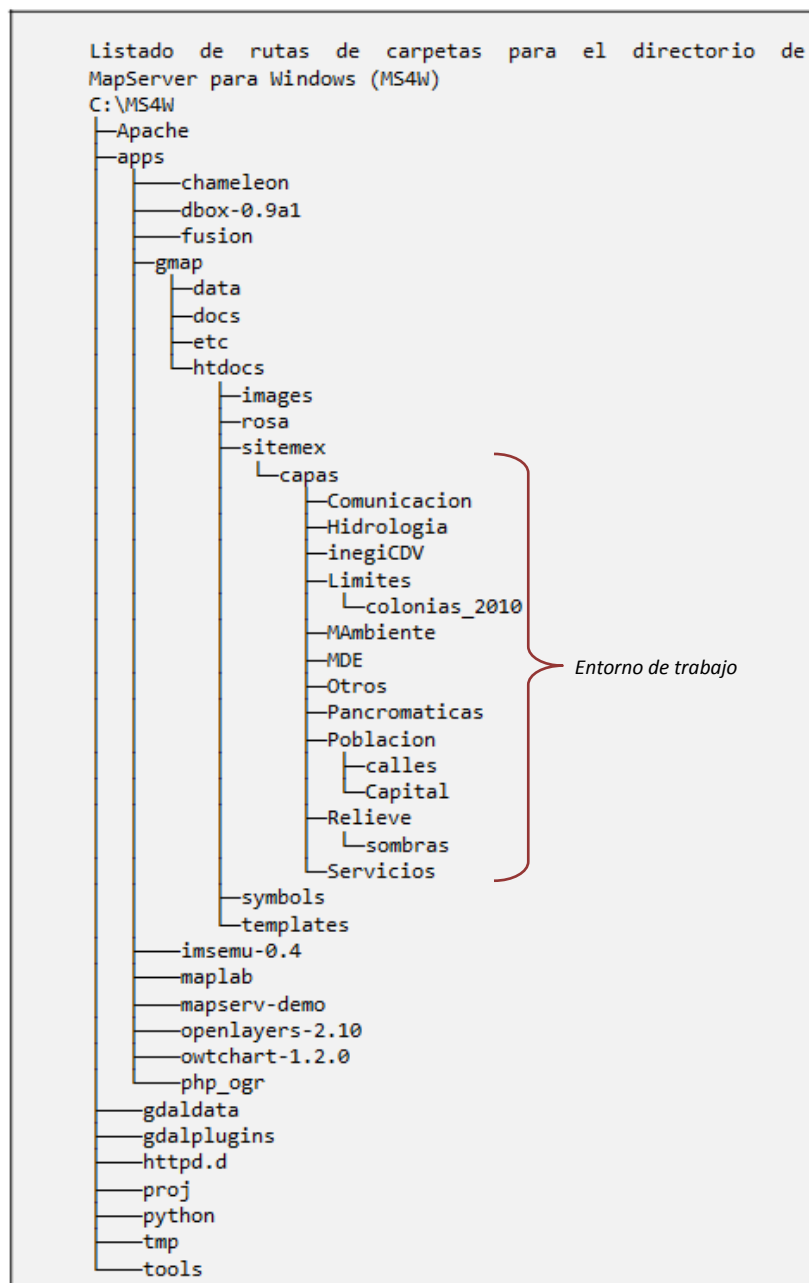 Listado de rutas de carpetas para el directorio de
MapServer para Windows (MS4W)
C:\MS4W
├─Apache
├─apps
│ ├───chameleon
│ ├───dbox-0.9a1
│ ├───fusion
│ ├─gmap
│ │ ├─data
│ │ ├─docs
│ │ ├─etc
│ │ └─htdocs
│ │   ├─images
│ │   ├─rosa
│ │   ├─sitemex
│ │   │ └─capas
│ │   │   ├─Comunicacion
│ │   │   ├─Hidrologia
│ │   │   ├─inegiCDV
│ │   │   ├─Limites
│ │   │   │ └─colonias_2010
│ │   │   ├─MAmbiente
│ │   │   ├─MDE
│ │   │   ├─Otros
│ │   │   ├─Pancromaticas
│ │   │   ├─Poblacion
│ │   │   │ ├─calles
│ │   │   │ └─Capital
│ │   │   ├─Relieve
│ │   │   │ └─sombras
│ │   │   └─Servicios
│ │   ├─symbols
│ │   └─templates
│ ├───imsemu-0.4
│ ├───maplab
│ ├───mapserv-demo
│ ├───openlayers-2.10
│ ├───owtchart-1.2.0
│ └───php_ogr
├───gdaldata
├───gdalplugins
├───httpd.d
├───proj
├───python
├───tmp
└───tools
Entorno de trabajo